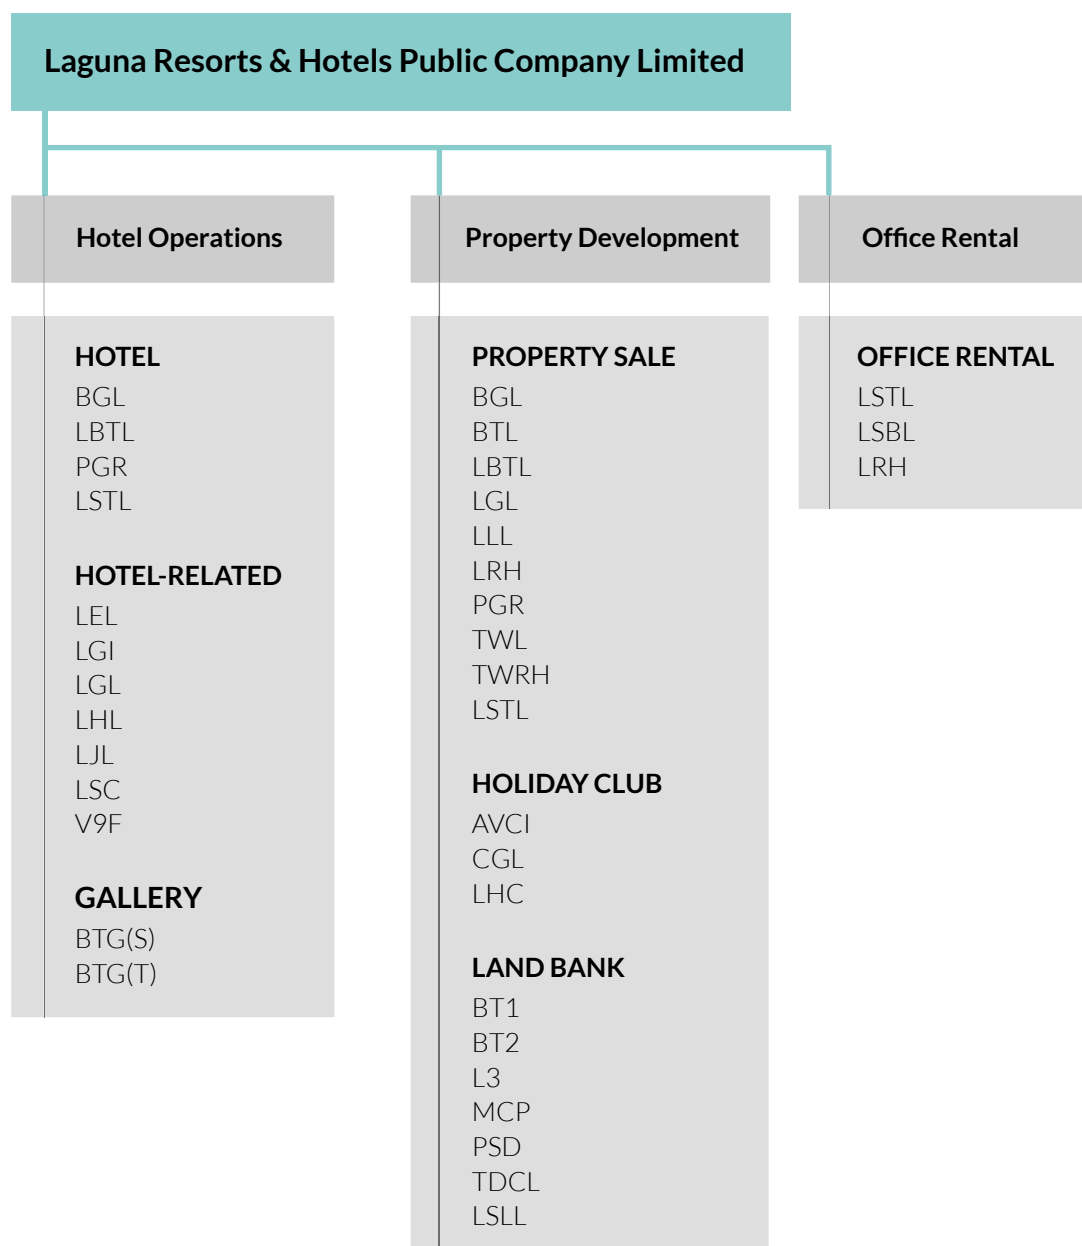 Laguna Resorts & Hotels Public Company Limited
Hotel Operations
HOTEL
BGL
LBTL
PGR
LSTL
HOTEL-RELATED
LEL
LGI
LGL
LHL
LJL
LSC
V9F
GALLERY
BTG(S)
BTG(T)
Property Development
PROPERTY SALE
BGL
BTL
LBTL
LGL
LLL
LRH
PGR
TWL
TWRH
LSTL
HOLIDAY CLUB
AVCI
CGL
LHC
LAND BANK
BT1
BT2
L3
MCP
PSD
TDCL
LSLL
Office Rental
OFFICE RENTAL
LSTL
LSBL
LRH